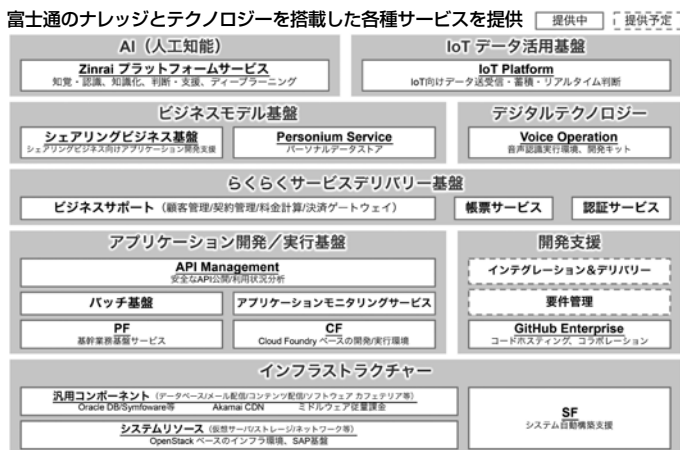 富士通のナレッジとテクノロジーを搭載した各種サービスを提供
提供中
提供予定
AI(人工知能)
Zinrai プラットフォームサービス
知覚・認識、知識化、判断・支援、ディープラーニング
IoT データ活用基盤
IoT Platform
IoT向けデータ送受信・蓄積・リアルタイム判断
ビジネスモデル基盤
シェアリングビジネス基盤
シェアリングビジネス向けアプリケーション開発支援
Personium Service
パーソナルデータストア
デジタルテクノロジー
Voice Operation
音声認識実行環境、開発キット
らくらくサービスデリバリー基盤
ビジネスサポート(顧客管理/契約管理/料金計算/決済ゲートウェイ)
帳票サービス
認証サービス
アプリケーション開発/実行基盤
API Management
安全なAPI公開/利用状況分析
バッチ基盤
アプリケーションモニタリングサービス
PF
基幹業務基盤サービス
CF
Cloud Foundry ベースの開発/実行環境
開発支援
インテグレーション&デリバリー
要件管理
GitHub Enterprise
コードホスティング、コラボレーション
インフラストラクチャー
汎用コンポーネント(データベース/メール配信/コンテンツ配信/ソフトウェア カフェテリア等)
Oracle DB/Symfoware等 Akamai CDN ミドルウェア従量課金
システムリソース(仮想サーバ/ストレージ/ネットワーク等)
OpenStack ベースのインフラ環境、SAP基盤
SF
システム自動構築支援